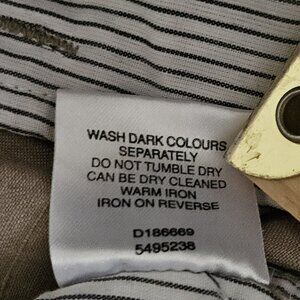 WASH DARK COLOURS
SEPARATELY
DO NOT TUMBLE DRY
CAN BE DRY CLEANED
WARM IRON
IRON ON REVERSE
D186669
5495238